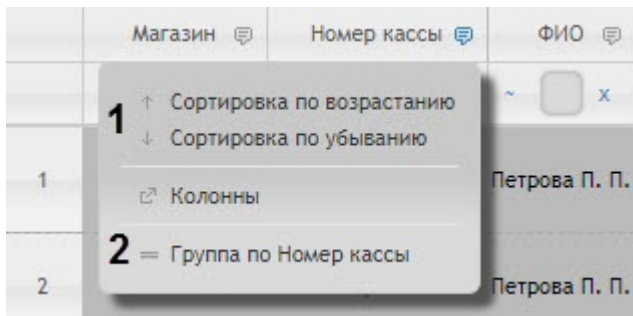 Магазин Номер кассы ФИО
1 ↑ Сортировка по возрастанию ~ x
↓ Сортировка по убыванию
1 Петрова П. П.
Колонны
2 = Группа по Номер кассы
2 Петрова П. П.